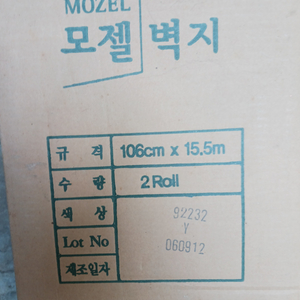 MOZEL
모젤 벽지
규 격 106cm x 15.5m
수 량 2 Roll
색 상 92232
Y
Lot No 060912
제조일자